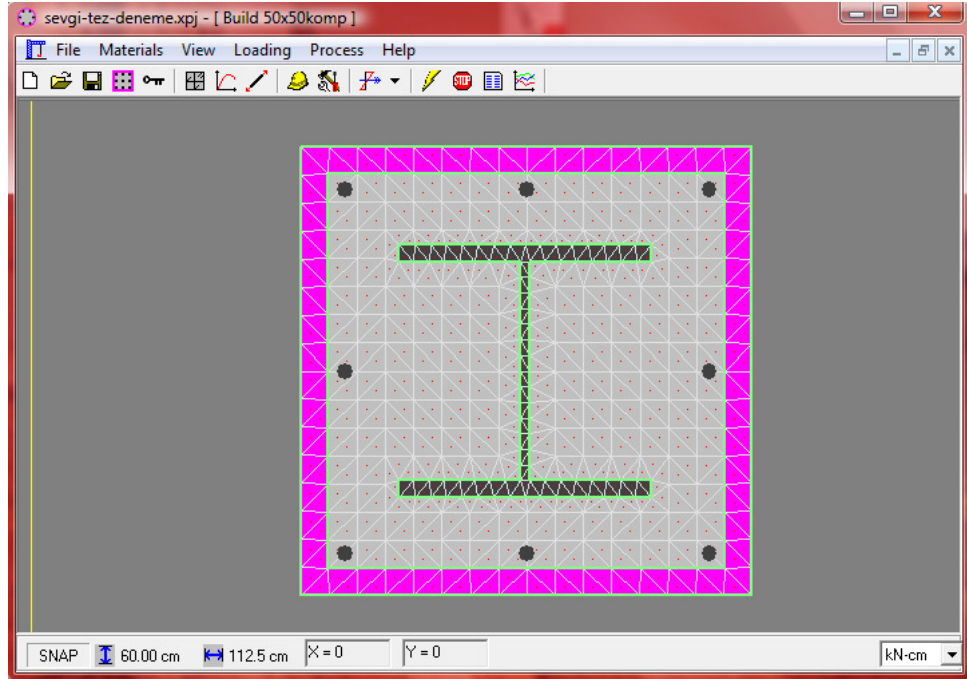 sevgi-tez-deneme.xpj - [ Build 50x50komp ]
File Materials View Loading Process Help
STOP
SNAP 60.00 cm 112.5 cm X = 0 Y = 0 kN-cm